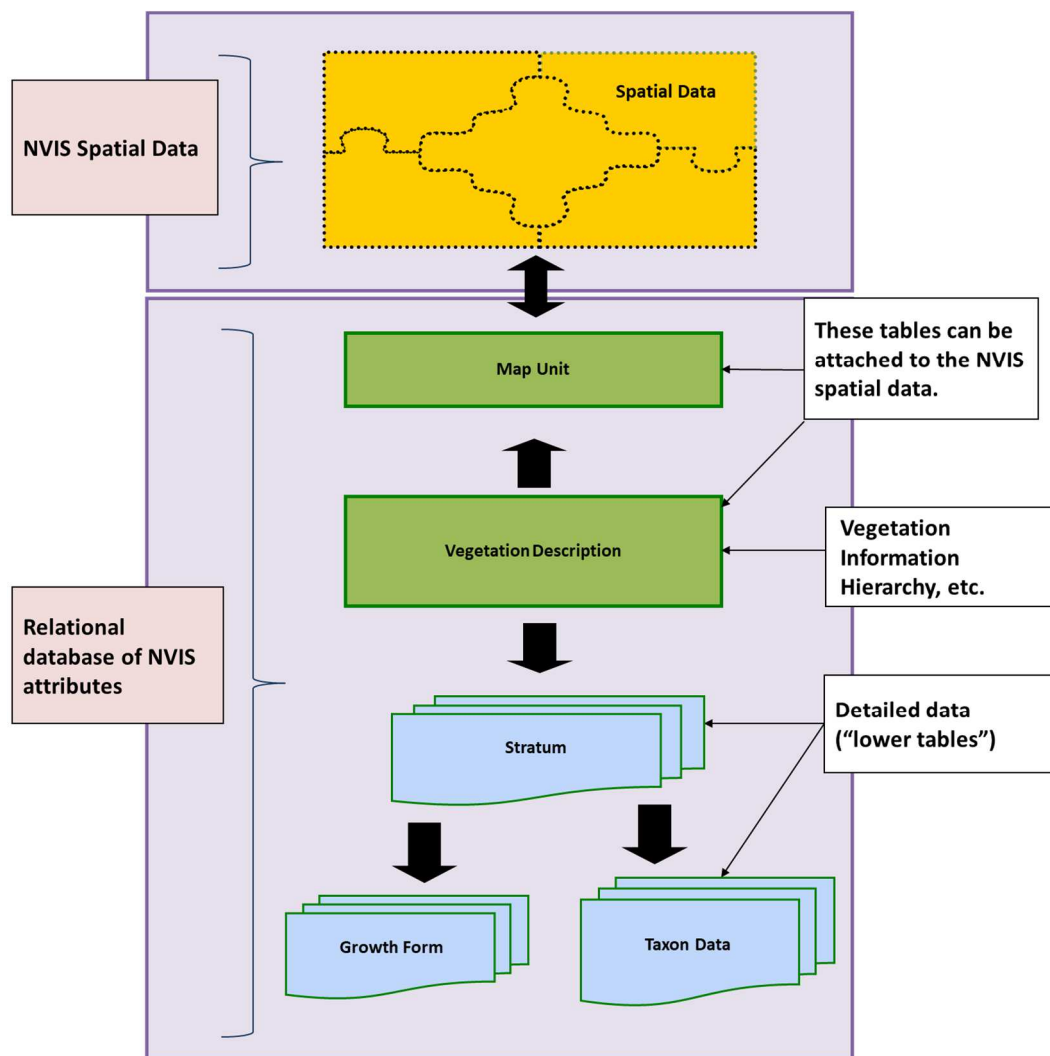 Spatial Data
NVIS Spatial Data
These tables can be
attached to the NVIS
spatial data.
Map Unit
Vegetation Description
Vegetation
Information
Hierarchy, etc.
Relational
database of NVIS
attributes
Detailed data
(“lower tables”)
Stratum
Growth Form
Taxon Data